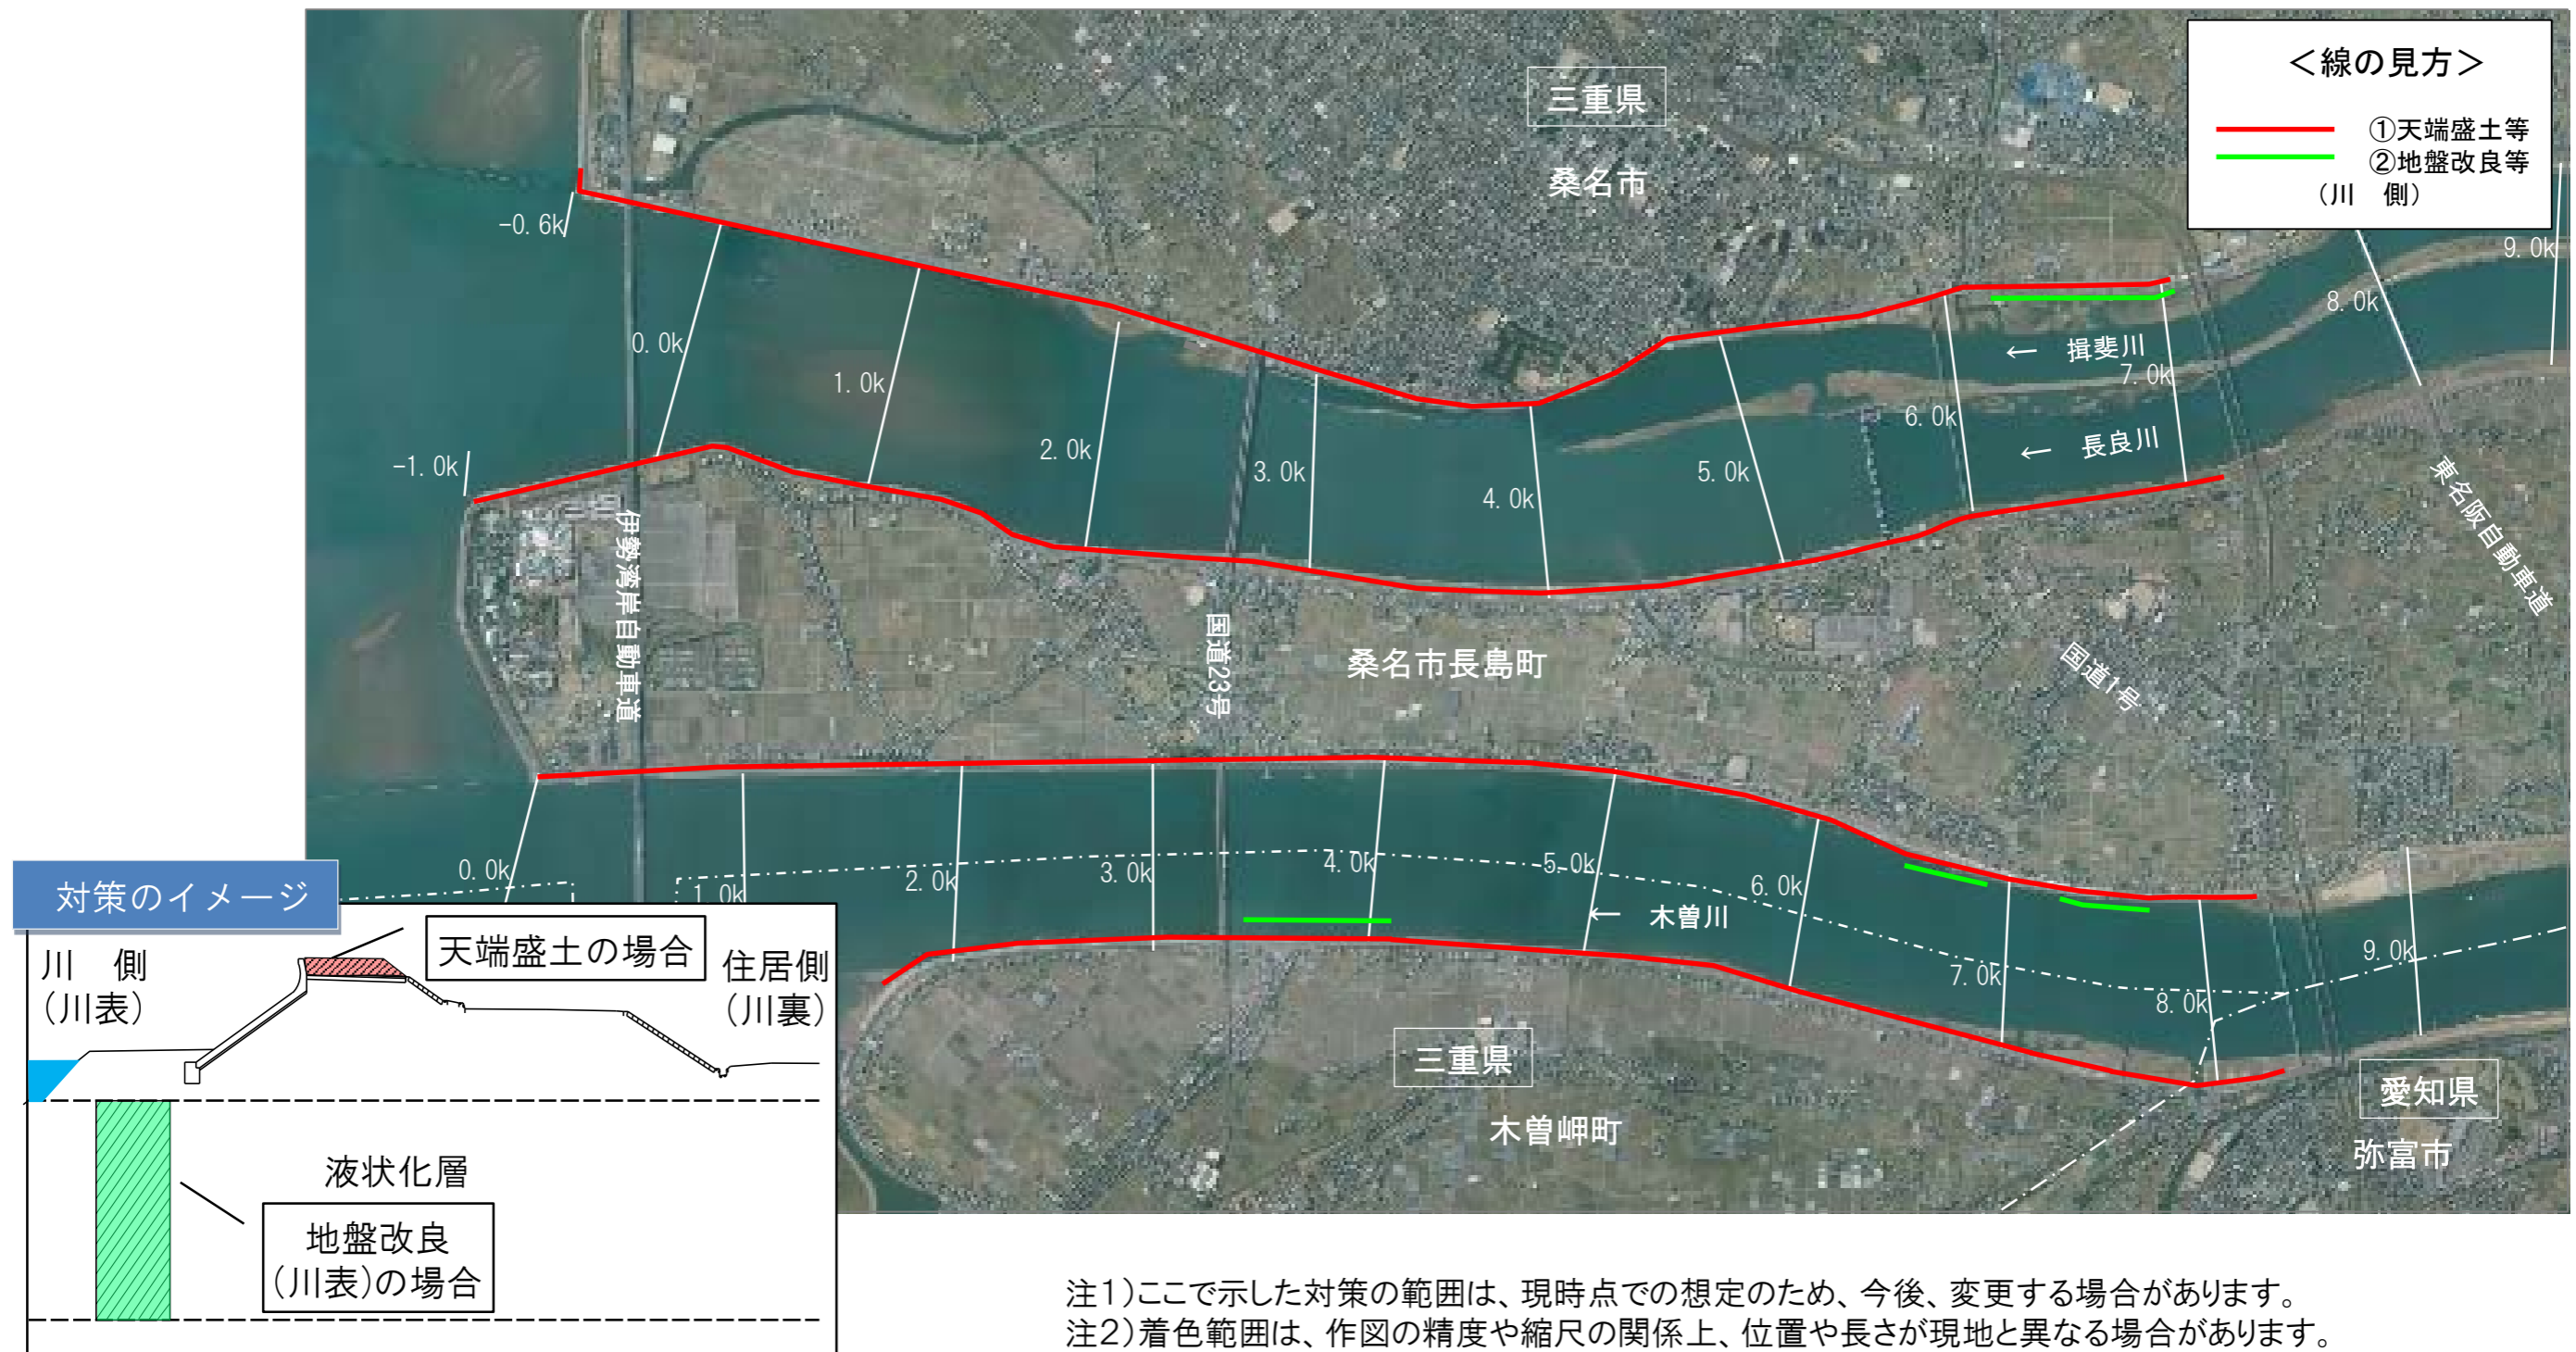 <線の見方>
①天端盛土等
②地盤改良等
(川 側)
三重県
桑名市
-0.6k
0.0k
1.0k
2.0k
3.0k
4.0k
5.0k
6.0k
7.0k
8.0k
9.0k
← 揖斐川
← 長良川
-1.0k
伊勢湾岸自動車道
国道23号
桑名市長島町
国道1号
東名阪自動車道
0.0k
1.0k
2.0k
3.0k
4.0k
5.0k
6.0k
7.0k
8.0k
9.0k
← 木曽川
三重県
木曽岬町
愛知県
弥富市
対策のイメージ
川 側
(川表)
天端盛土の場合
住居側
(川裏)
液状化層
地盤改良
(川表)の場合
注1)ここで示した対策の範囲は、現時点での想定のため、今後、変更する場合があります。
注2)着色範囲は、作図の精度や縮尺の関係上、位置や長さが現地と異なる場合があります。